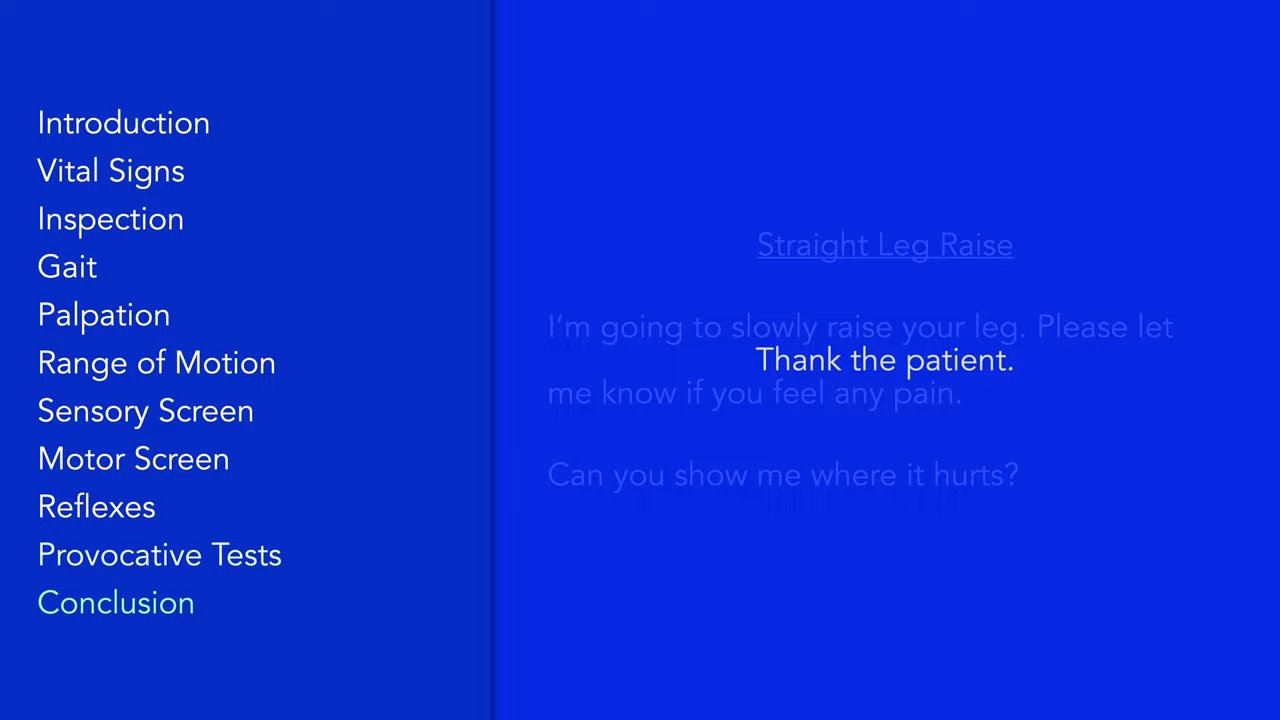 Introduction
Vital Signs
Inspection
Gait
Palpation
Range of Motion
Sensory Screen
Motor Screen
Reflexes
Provocative Tests
Conclusion
Straight Leg Raise
I'm going to slowly raise your leg. Please let
Thank the patient.
me know if you feel any pain.
Can you show me where it hurts?